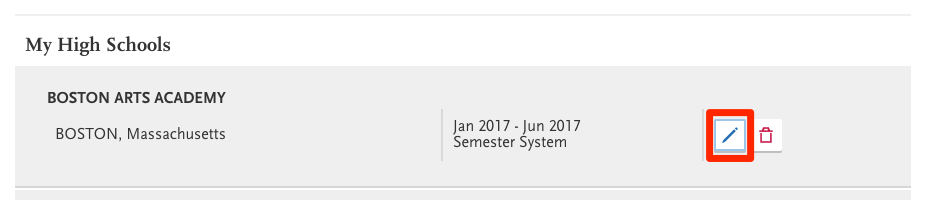 My High Schools
BOSTON ARTS ACADEMY
BOSTON, Massachusetts
Jan 2017 - Jun 2017
Semester System